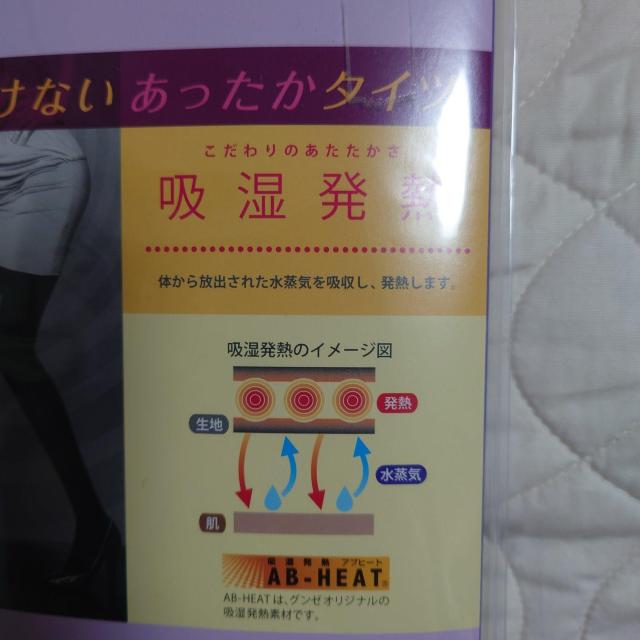 けない あったかタイツ
こだわりのあたたかさ
吸湿発熱
体から放出された水蒸気を吸収し、発熱します。
吸湿発熱のイメージ図
発熱
生地
水蒸気
肌
吸湿発熱 アブヒート
AB-HEAT®
AB-HEATは、グンゼオリジナルの
吸湿発熱素材です。